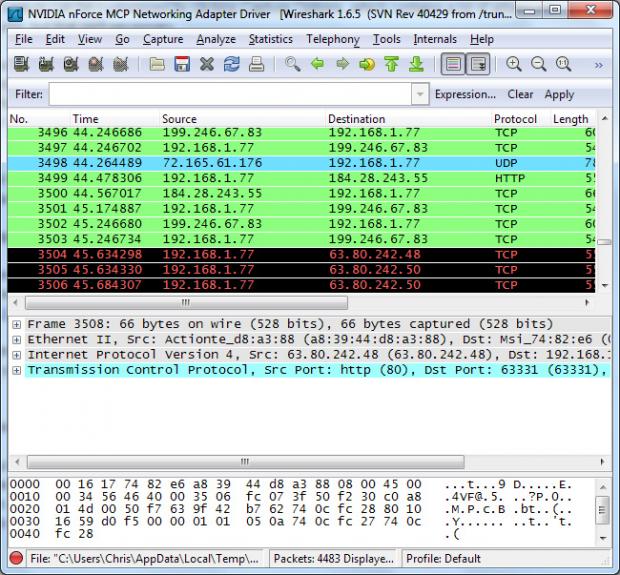 NVIDIA nForce MCP Networking Adapter Driver [Wireshark 1.6.5 (SVN Rev 40429 from /trun...
File Edit View Go Capture Analyze Statistics Telephony Tools Internals Help
Filter: Expression... Clear Apply
No. Time Source Destination Protocol Length
3496 44.246686 199.246.67.83 192.168.1.77 TCP 60
3497 44.246702 192.168.1.77 199.246.67.83 TCP 54
3498 44.264489 72.165.61.176 192.168.1.77 UDP 78
3499 44.478306 192.168.1.77 184.28.243.55 HTTP 55
3500 44.567017 184.28.243.55 192.168.1.77 TCP 66
3501 45.174887 192.168.1.77 199.246.67.83 TCP 54
3502 45.246680 199.246.67.83 192.168.1.77 TCP 60
3503 45.246734 192.168.1.77 199.246.67.83 TCP 54
3504 45.634298 192.168.1.77 63.80.242.48 TCP
3505 45.634330 192.168.1.77 63.80.242.50 TCP
3506 45.684307 192.168.1.77 63.80.242.50 TCP
Frame 3508: 66 bytes on wire (528 bits), 66 bytes captured (528 bits)
Ethernet II, Src: Actionte_d8:a3:88 (a8:39:44:d8:a3:88), Dst: Msi_74:82:e6 (
Internet Protocol Version 4, Src: 63.80.242.48 (63.80.242.48), Dst: 192.168.
Transmission Control Protocol, Src Port: http (80), Dst Port: 63331 (63331),
0000 00 16 17 74 82 e6 a8 39 44 d8 a3 88 08 00 45 00 ...t...9 D.....E.
0010 00 34 56 46 40 00 35 06 fc 07 3f 50 f2 30 c0 a8 .4VF@.5. ..?P.0..
0020 01 4d 00 50 f7 63 9f 42 b7 62 74 0c fc 28 80 10 .M.P.c.B .bt..(..
0030 16 59 d0 f5 00 00 01 01 05 0a 74 0c fc 27 74 0c .Y...... ..t..'t.
0040 fc 28 .(
File: "C:\Users\Chris\AppData\Local\Temp\... Packets: 4483 Displaye... Profile: Default